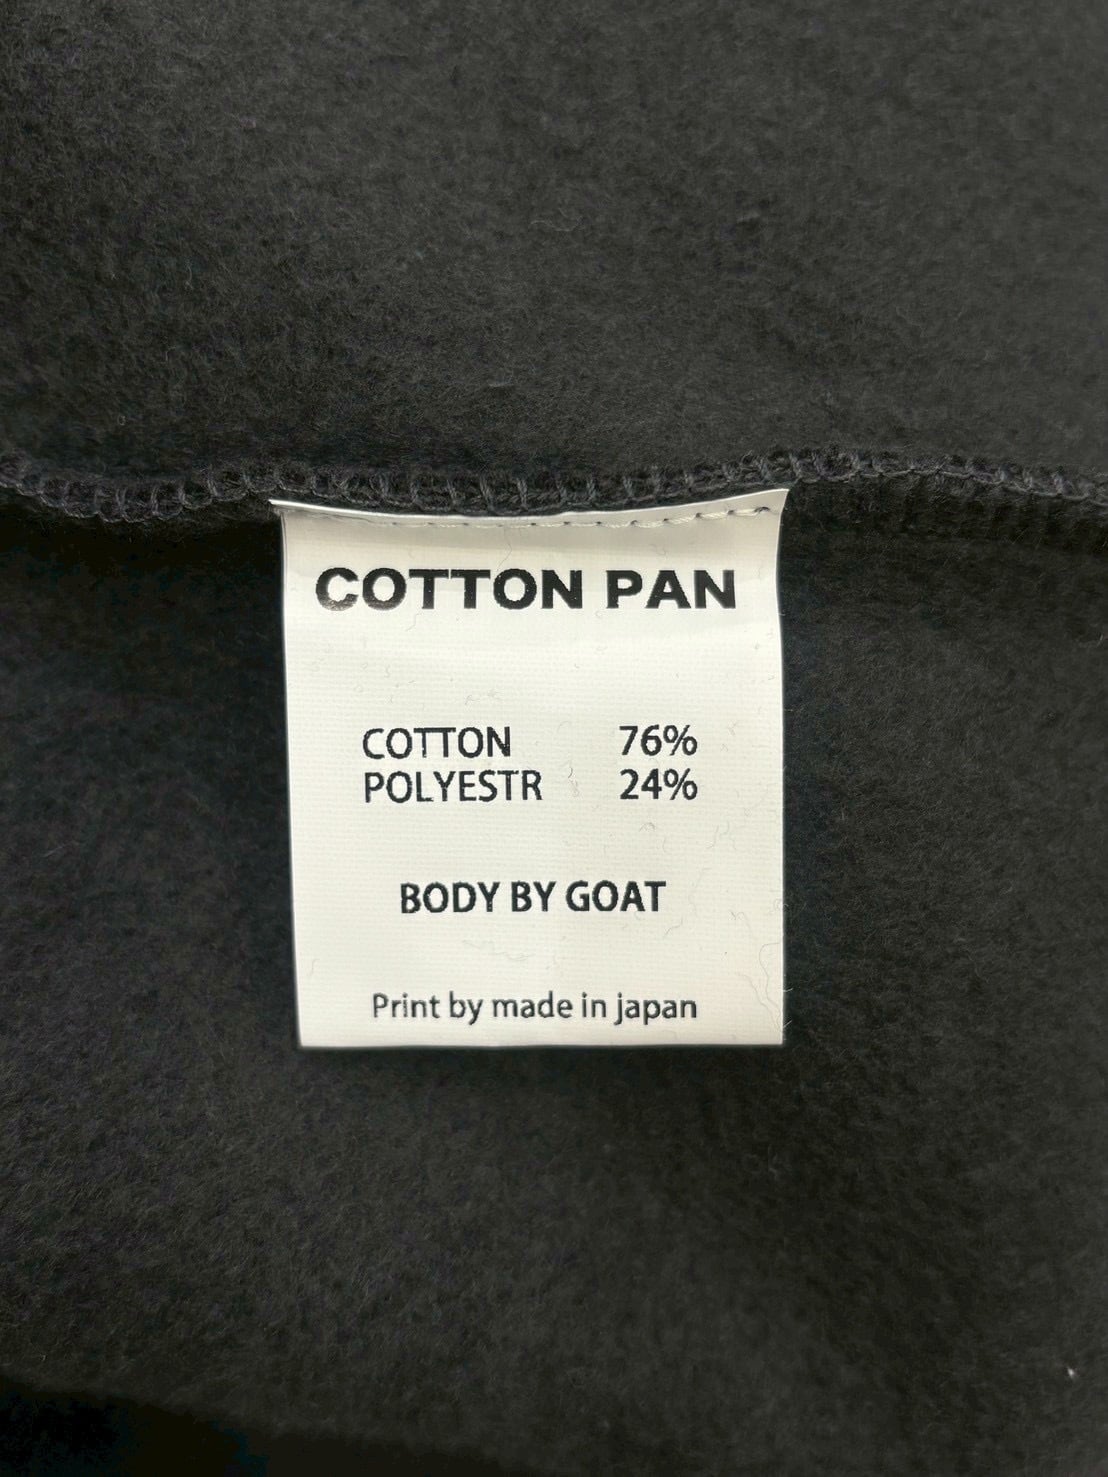 COTTON PAN
COTTON 76%
POLYESTR 24%
BODY BY GOAT
Print by made in japan